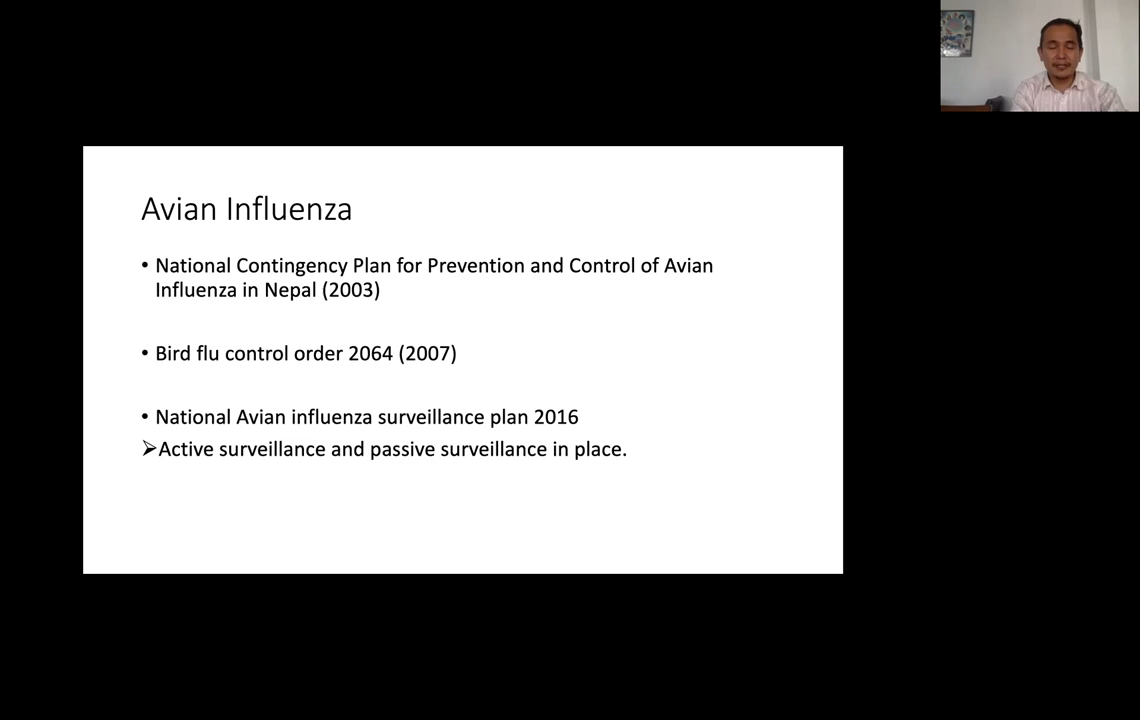 Avian Influenza
• National Contingency Plan for Prevention and Control of Avian
Influenza in Nepal (2003)
• Bird flu control order 2064 (2007)
• National Avian influenza surveillance plan 2016
➢Active surveillance and passive surveillance in place.